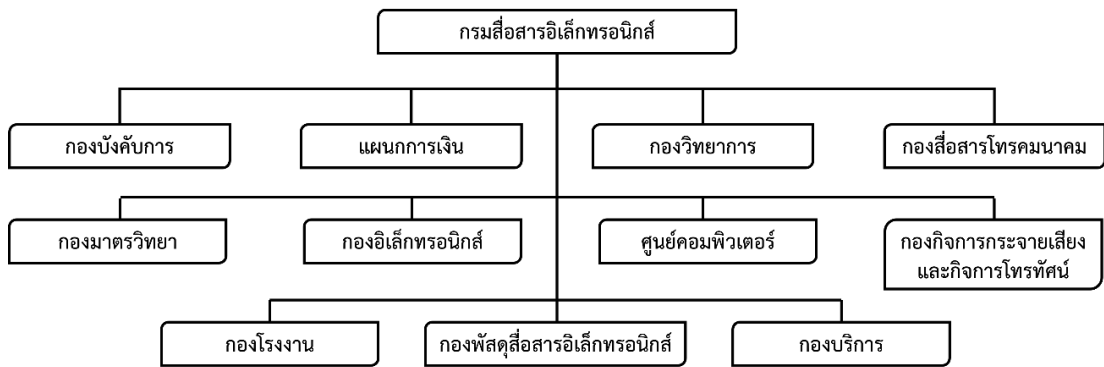 กรมสื่อสารอิเล็กทรอนิกส์
กองบังคับการ
แผนกการเงิน
กองวิทยาการ
กองสื่อสารโทรคมนาคม
กองมาตรวิทยา
กองอิเล็กทรอนิกส์
ศูนย์คอมพิวเตอร์
กองกิจการกระจายเสียง
และกิจการโทรทัศน์
กองโรงงาน
กองพัสดุสื่อสารอิเล็กทรอนิกส์
กองบริการ